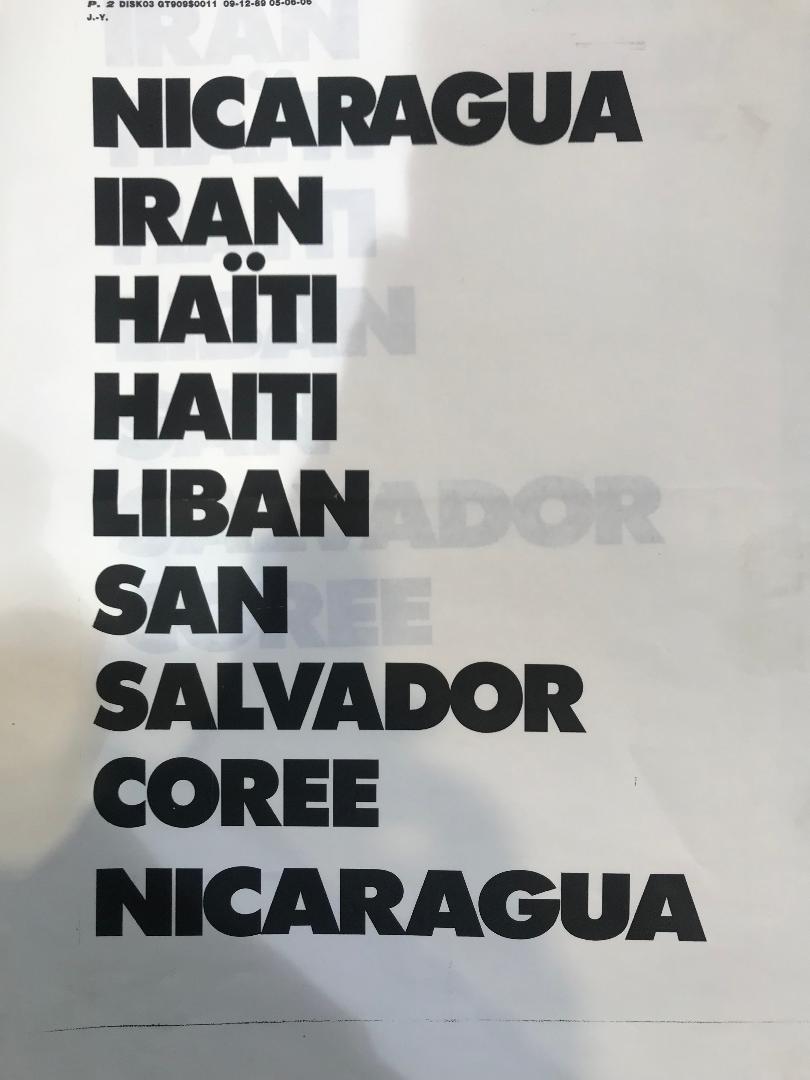 P. 2 DISK03 GT909$0011 09-12-89 05-06-06
J.-Y.
NICARAGUA
IRAN
HAÏTI
HAITI
LIBAN
SAN
SALVADOR
COREE
NICARAGUA